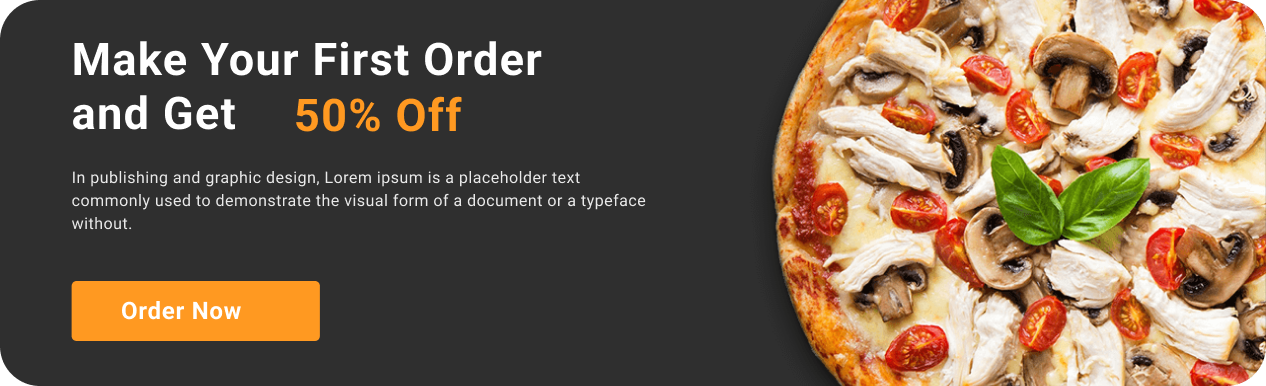 Make Your First Order
and Get 50% Off
In publishing and graphic design, Lorem ipsum is a placeholder text
commonly used to demonstrate the visual form of a document or a typeface
without.
Order Now